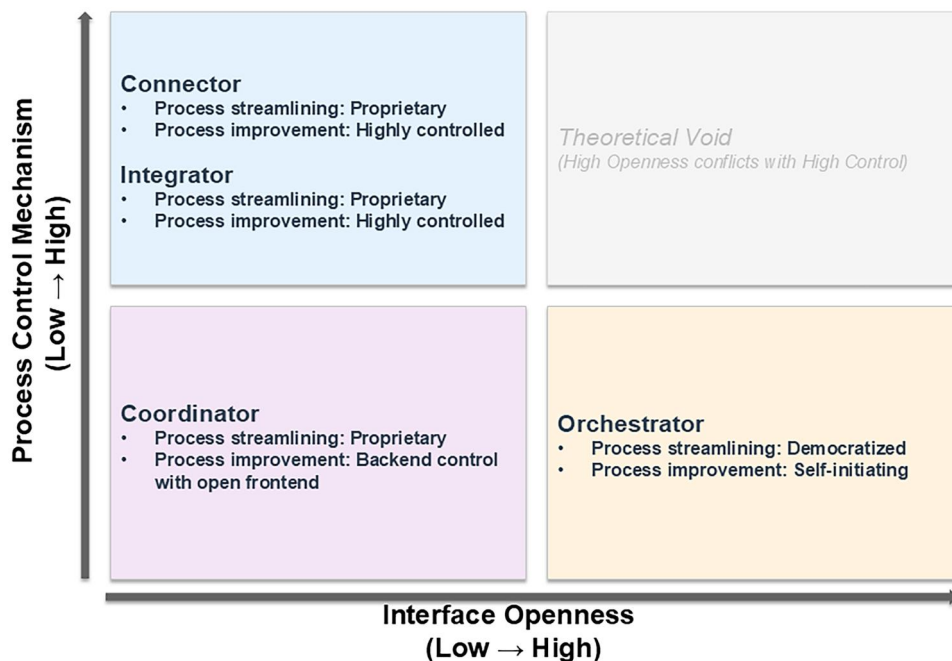 Process Control Mechanism
(Low → High)
Connector
• Process streamlining: Proprietary
• Process improvement: Highly controlled
Integrator
• Process streamlining: Proprietary
• Process improvement: Highly controlled
Theoretical Void
(High Openness conflicts with High Control)
Coordinator
• Process streamlining: Proprietary
• Process improvement: Backend control
with open frontend
Orchestrator
• Process streamlining: Democratized
• Process improvement: Self-initiating
Interface Openness
(Low → High)